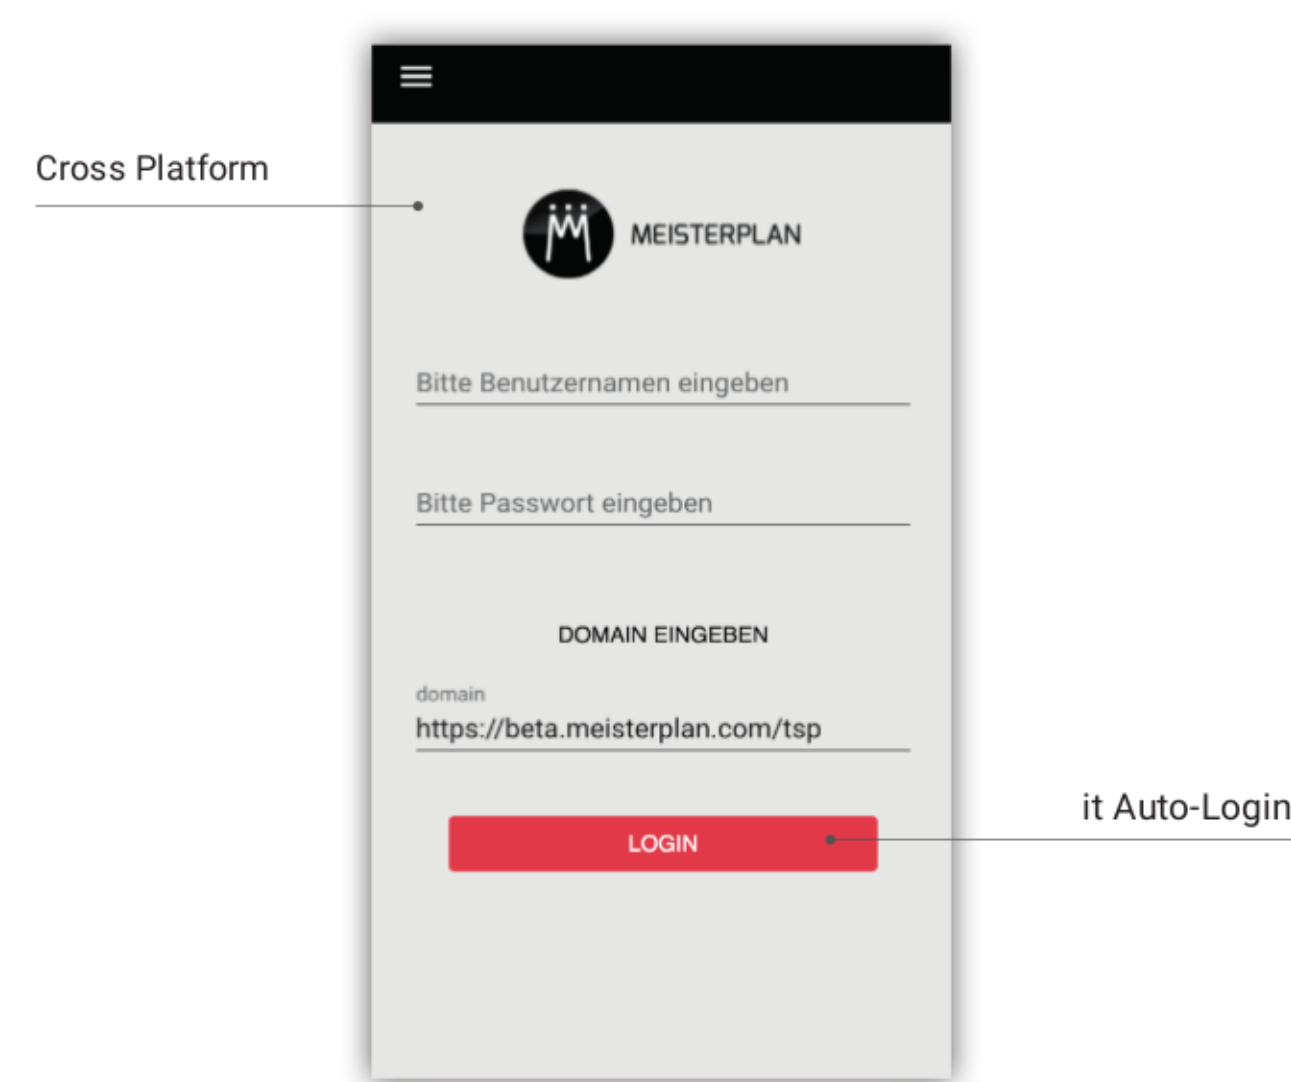 Cross Platform
MEISTERPLAN
Bitte Benutzernamen eingeben
Bitte Passwort eingeben
DOMAIN EINGEBEN
domain
https://beta.meisterplan.com/tsp
it Auto-Login
LOGIN